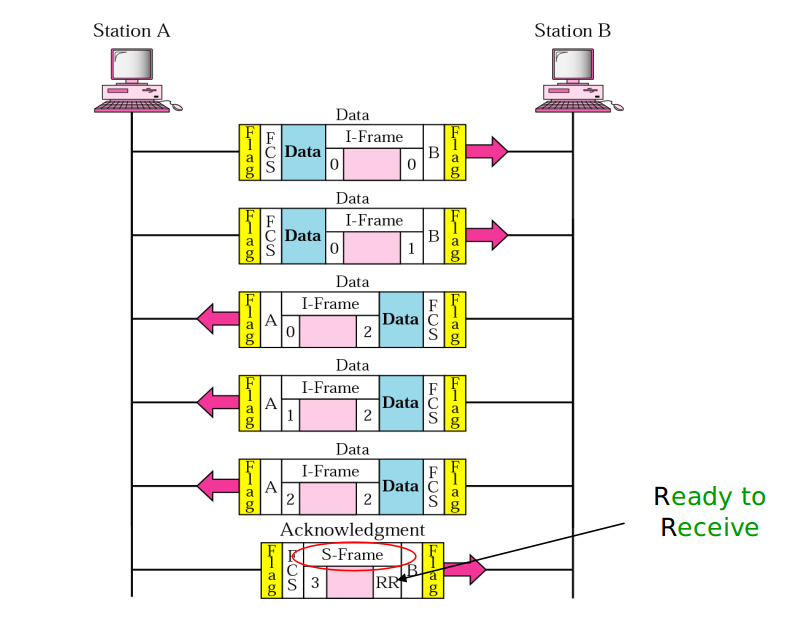 Station A
Station B
Data
Flag FCS Data I-Frame 0 0 B Flag
Data
Flag FCS Data I-Frame 0 1 B Flag
Data
Flag A I-Frame 0 2 Data FCS Flag
Data
Flag A I-Frame 1 2 Data FCS Flag
Data
Flag A I-Frame 2 2 Data FCS Flag
Acknowledgment
Flag FCS S-Frame 3 RR B Flag
Ready to
Receive